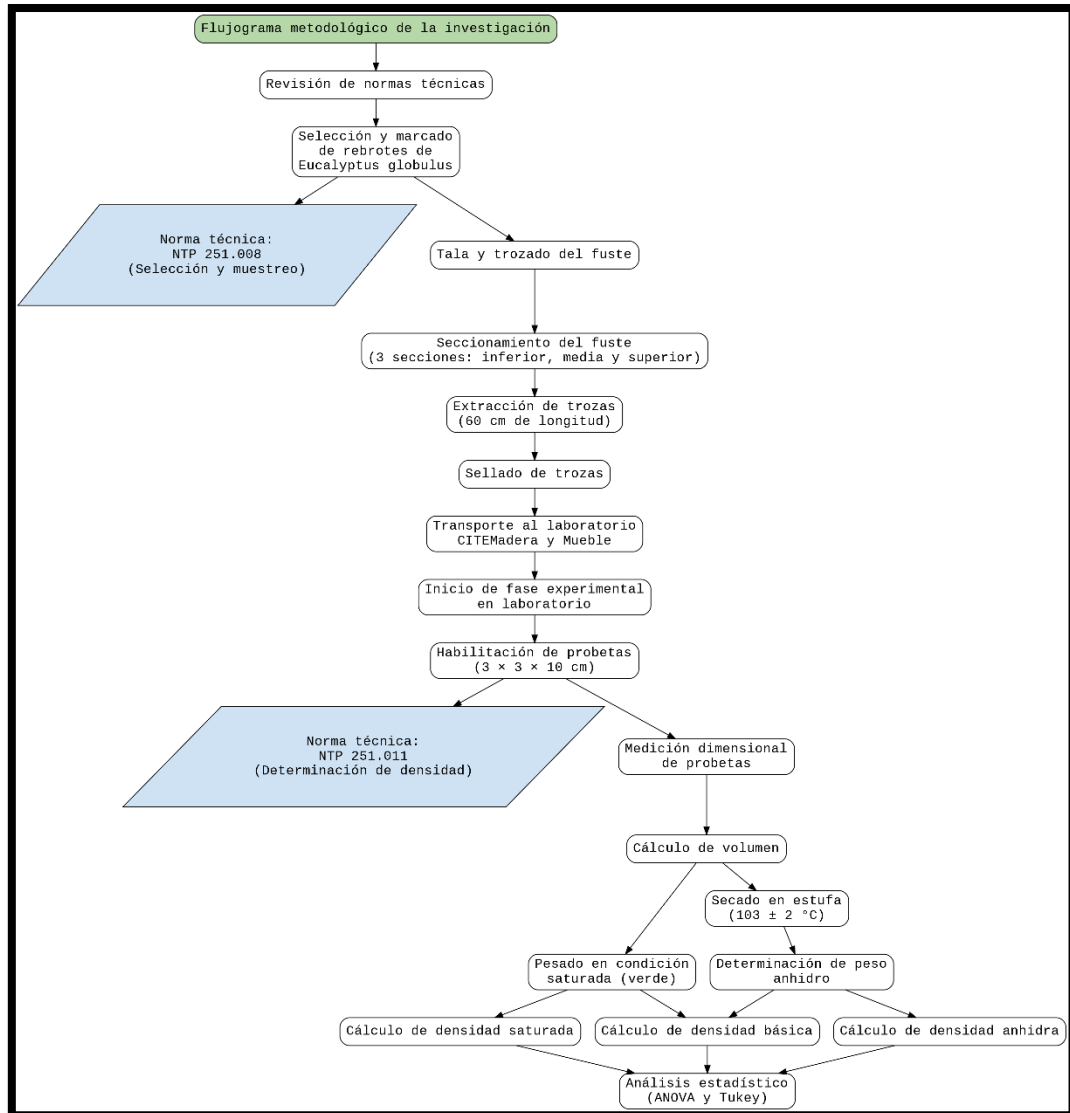 Flujograma metodológico de la investigación
Revisión de normas técnicas
Selección y marcado
de rebrotes de
Eucalyptus globulus
Norma técnica:
NTP 251.008
(Selección y muestreo)
Tala y trozado del fuste
Seccionamiento del fuste
(3 secciones: inferior, media y superior)
Extracción de trozas
(60 cm de longitud)
Sellado de trozas
Transporte al laboratorio
CITEMadera y Mueble
Inicio de fase experimental
en laboratorio
Habilitación de probetas
(3 × 3 × 10 cm)
Norma técnica:
NTP 251.011
(Determinación de densidad)
Medición dimensional
de probetas
Cálculo de volumen
Secado en estufa
(103 ± 2 °C)
Pesado en condición
saturada (verde)
Determinación de peso
anhidro
Cálculo de densidad saturada
Cálculo de densidad básica
Cálculo de densidad anhidra
Análisis estadístico
(ANOVA y Tukey)